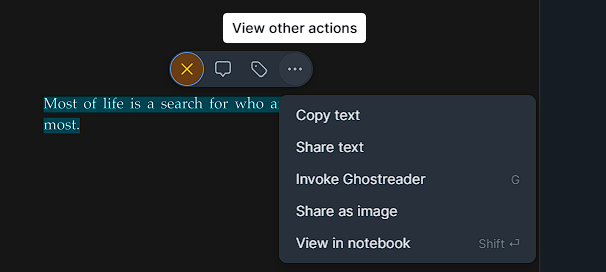 View other actions
Most of life is a search for who
most.
Copy text
Share text
Invoke Ghostreader G
Share as image
View in notebook Shift ⏎